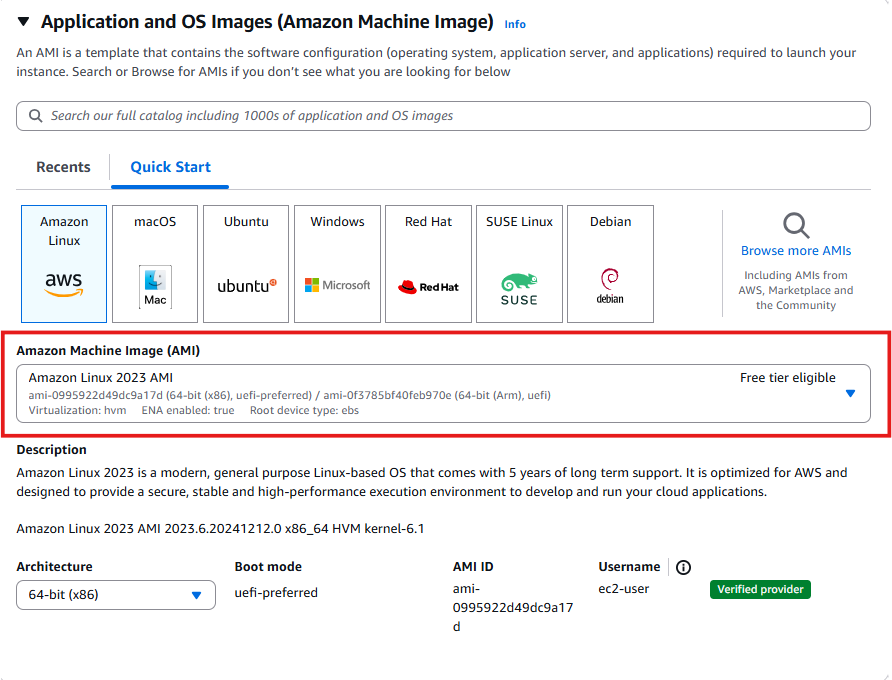 Application and OS Images (Amazon Machine Image) Info
An AMI is a template that contains the software configuration (operating system, application server, and applications) required to launch your
instance. Search or Browse for AMIs if you don't see what you are looking for below
Search our full catalog including 1000s of application and OS images
Recents
Quick Start
Amazon
Linux
aws
macOS
Mac
Ubuntu
ubuntu
Windows
Microsoft
Red Hat
Red Hat
SUSE Linux
SUSE
Debian
debian
Browse more AMIs
Including AMIs from
AWS, Marketplace and
the Community
Amazon Machine Image (AMI)
Amazon Linux 2023 AMI
Free tier eligible
ami-0995922d49dc9a17d (64-bit (x86), uefi-preferred) / ami-0f3785bf40feb970e (64-bit (Arm), uefi)
Virtualization: hvm ENA enabled: true Root device type: ebs
Description
Amazon Linux 2023 is a modern, general purpose Linux-based OS that comes with 5 years of long term support. It is optimized for AWS and
designed to provide a secure, stable and high-performance execution environment to develop and run your cloud applications.
Amazon Linux 2023 AMI 2023.6.20241212.0 x86_64 HVM kernel-6.1
Architecture
64-bit (x86)
Boot mode
uefi-preferred
AMI ID
ami-
0995922d49dc9a17
d
Username
ec2-user
Verified provider